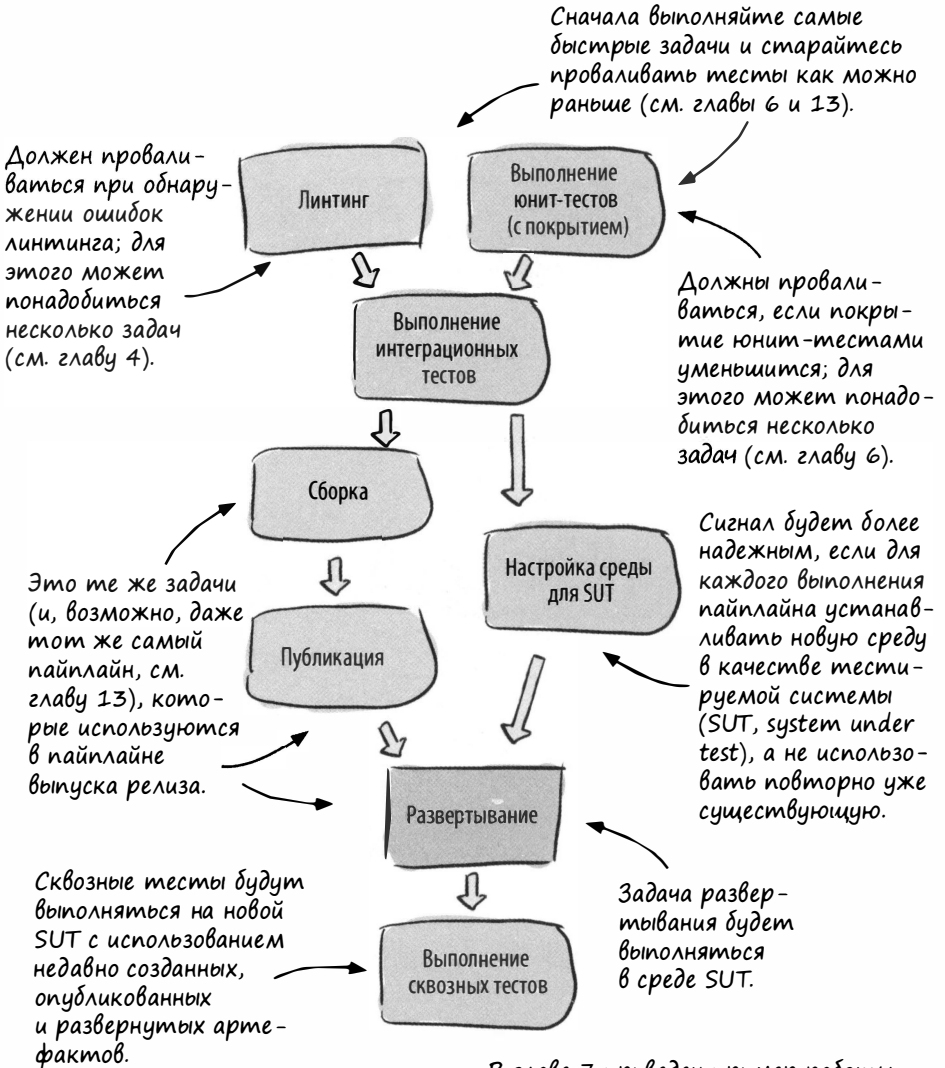 Сначала выполняйте самые
быстрые задачи и старайтесь
проваливать тесты как можно
раньше (см. главы 6 и 13).
Должен провали-
ваться при обнару-
жении ошибок
линтинга; для
этого может
понадобиться
несколько задач
(см. главу 4).
Линтинг
Выполнение
юнит-тестов
(с покрытием)
Должны провали-
ваться, если покры-
тие юнит-тестами
уменьшится; для
этого может понадо-
биться несколько
задач (см. главу 6).
Выполнение
интеграционных
тестов
Сборка
Настройка среды
для SUT
Сигнал будет более
надежным, если для
каждого выполнения
пайплайна устанав-
ливать новую среду
в качестве тести-
руемой системы
(SUT, system under
test), а не использо-
вать повторно уже
существующую.
Это те же задачи
(и, возможно, даже
тот же самый
пайплайн, см.
главу 13), кото-
рые используются
в пайплайне
выпуска релиза.
Публикация
Развертывание
Задача развер-
тывания будет
выполняться
в среде SUT.
Сквозные тесты будут
выполняться на новой
SUT с использованием
недавно созданных,
опубликованных
и развернутых арте-
фактов.
Выполнение
сквозных тестов